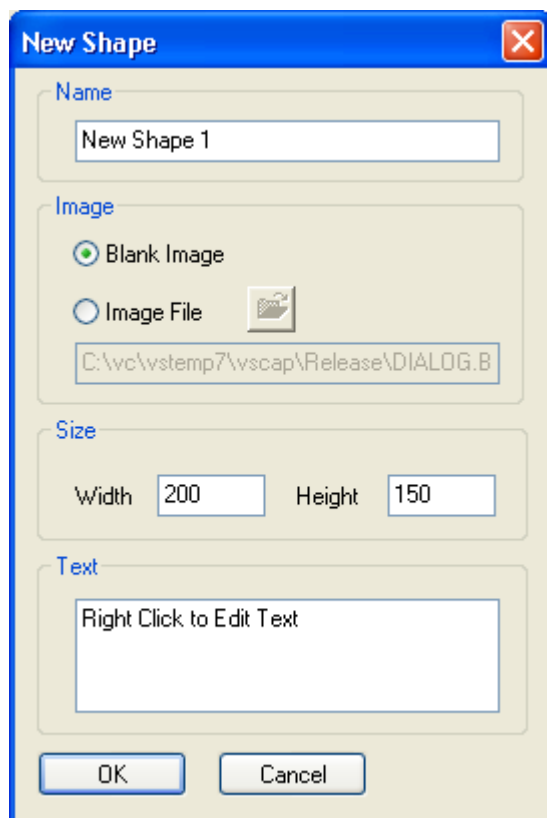 New Shape
Name
New Shape 1
Image
Blank Image
Image File
C:\vc\vstemp7\vscap\Release\DIALOG.B
Size
Width 200 Height 150
Text
Right Click to Edit Text
OK Cancel